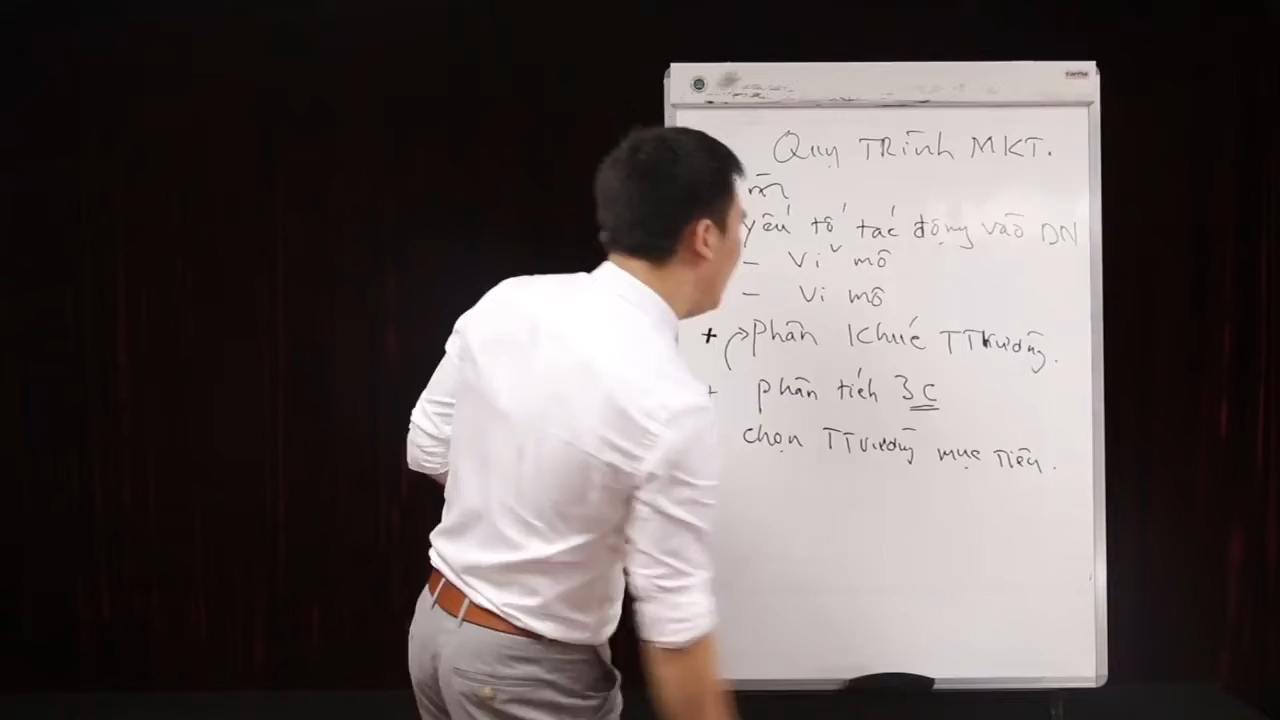 Quy TRình MKT.
yếu tố tác động vào DN
- Vĩ mô
- Vi mô
+ phân khúc TTrường.
+ phân tích 3C
chọn TTrường mục Tiêu.